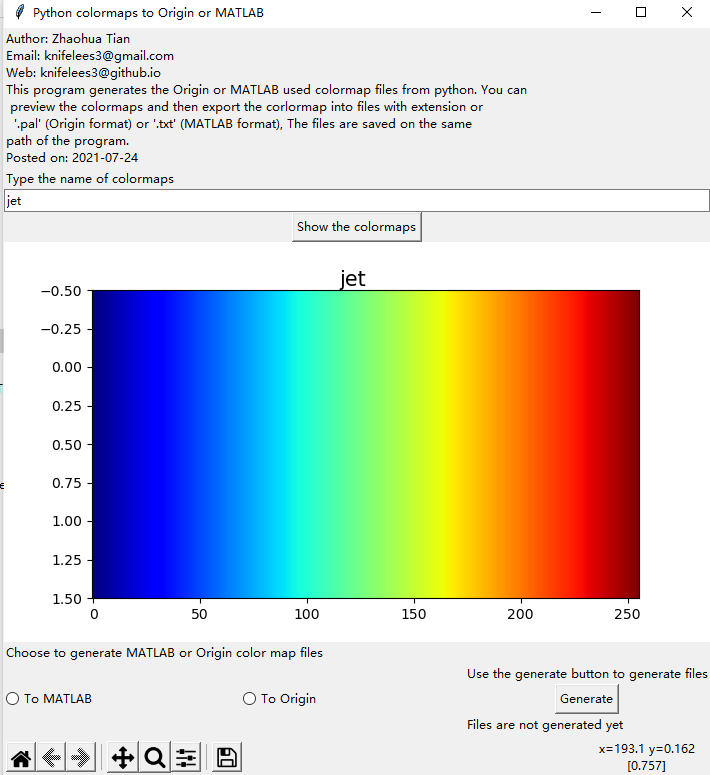 Python colormaps to Origin or MATLAB
Author: Zhaohua Tian
Email: knifelees3@gmail.com
Web: knifelees3@github.io
This program generates the Origin or MATLAB used colormap files from python. You can
preview the colormaps and then export the corlormap into files with extension or
'.pal' (Origin format) or '.txt' (MATLAB format), The files are saved on the same
path of the program.
Posted on: 2021-07-24
Type the name of colormaps
jet
Show the colormaps
jet
−0.50
−0.25
0.00
0.25
0.50
0.75
1.00
1.25
1.50
0 50 100 150 200 250
Choose to generate MATLAB or Origin color map files
Use the generate button to generate files
To MATLAB To Origin Generate
Files are not generated yet
x=193.1 y=0.162
[0.757]